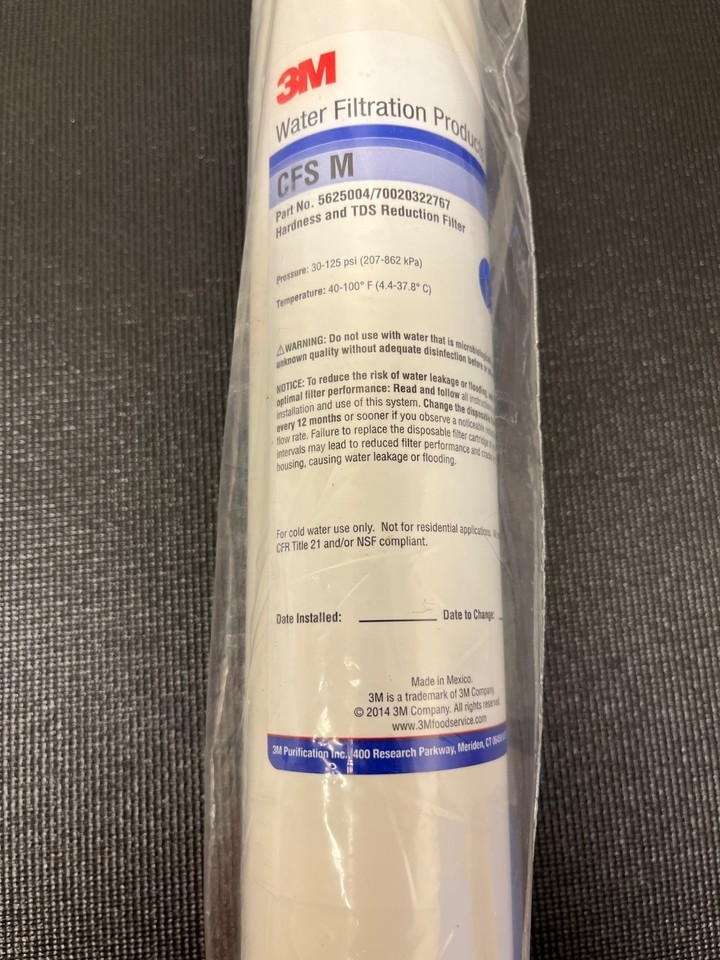 3M
Water Filtration Produc
CFS M
Part No. 5625004/70020322767
Hardness and TDS Reduction Filter
Pressure: 30-125 psi (207-862 kPa)
Temperature: 40-100° F (4.4-37.8° C)
⚠WARNING: Do not use with water that is
unknown quality without adequate disinfection before
NOTICE: To reduce the risk of water leakage or flooding,
optimal filter performance: Read and follow all
installation and use of this system. Change the
every 12 months or sooner if you observe a noticeable
flow rate. Failure to replace the disposable filter cartridge
intervals may lead to reduced filter performance and
housing, causing water leakage or flooding.
For cold water use only. Not for residential applications.
CFR Title 21 and/or NSF compliant.
Date Installed: Date to Change:
Made in Mexico.
3M is a trademark of 3M Company.
© 2014 3M Company. All rights reserved
www.3Mfoodservice.com
3M Purification Inc., 400 Research Parkway, Meriden, CT